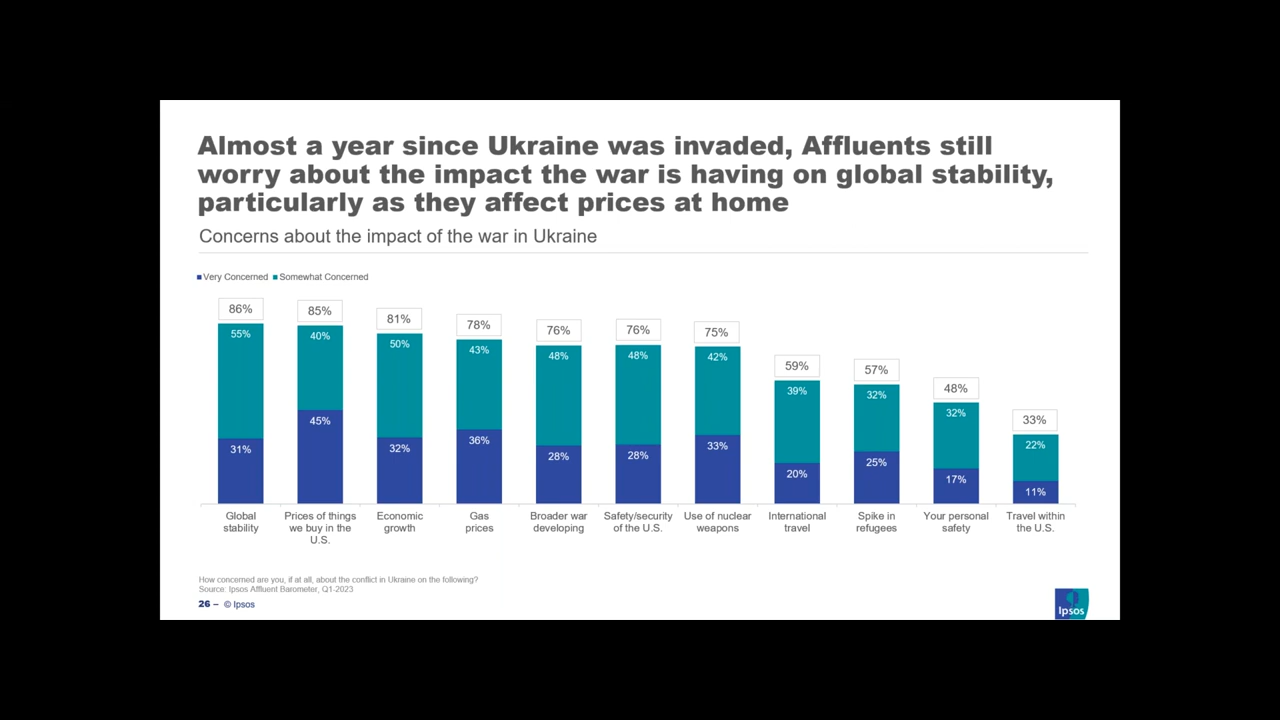 Almost a year since Ukraine was invaded, Affluents still
worry about the impact the war is having on global stability,
particularly as they affect prices at home
Concerns about the impact of the war in Ukraine
Very Concerned Somewhat Concerned
86% 85% 81% 78% 76% 76% 75% 59% 57% 48% 33%
55% 40% 50% 43% 48% 48% 42% 39% 32% 32% 22%
31% 45% 32% 36% 28% 28% 33% 20% 25% 17% 11%
Global
stability
Prices of things
we buy in the
U.S.
Economic
growth
Gas
prices
Broader war
developing
Safety/security
of the U.S.
Use of nuclear
weapons
International
travel
Spike in
refugees
Your personal
safety
Travel within
the U.S.
How concerned are you, if at all, about the conflict in Ukraine on the following?
Source: Ipsos Affluent Barometer, Q1-2023
26 – © Ipsos
Ipsos